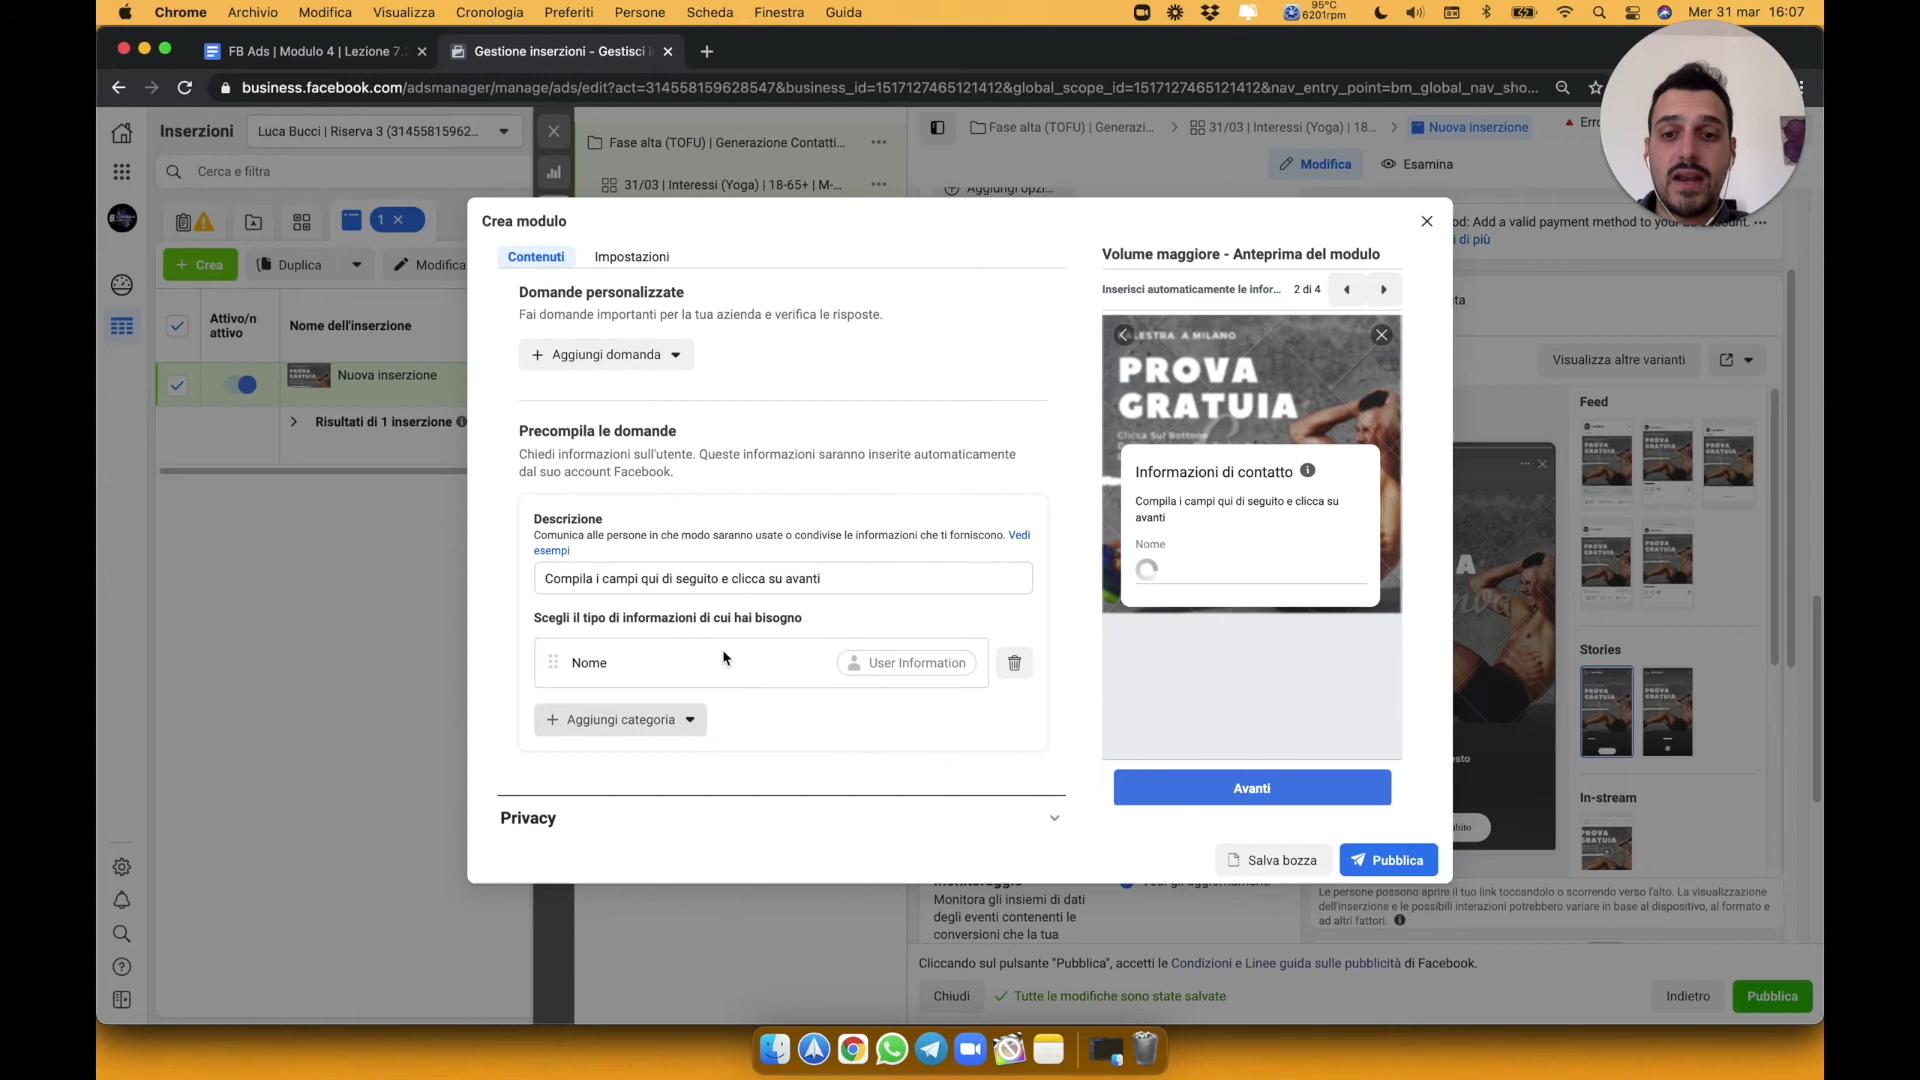 Chrome Archivio Modifica Visualizza Cronologia Preferiti Persone Scheda Finestra Guida
95°C
6201rpm
Mer 31 mar 16:07
FB Ads | Modulo 4 | Lezione 7.
Gestione inserzioni - Gestisci i
business.facebook.com/adsmanager/manage/ads/edit?act=314558159628547&business_id=1517127465121412&global_scope_id=1517127465121412&nav_entry_point=bm_global_nav_sho...
Inserzioni
Luca Bucci | Riserva 3 (31455815962...
Cerca e filtra
1
Crea
Duplica
Modifica
Attivo/n
attivo
Nome dell'inserzione
Nuova inserzione
Risultati di 1 inserzione
Fase alta (TOFU) | Generazione Contatti...
31/03 | Interessi (Yoga) | 18-65+ | M-...
Fase alta (TOFU) | Generazi...
31/03 | Interessi (Yoga) | 18...
Nuova inserzione
Modifica
Esamina
Aggiungi opzi...
od: Add a valid payment method to your account.
di più
Crea modulo
Contenuti
Impostazioni
Domande personalizzate
Fai domande importanti per la tua azienda e verifica le risposte.
Aggiungi domanda
Precompila le domande
Chiedi informazioni sull'utente. Queste informazioni saranno inserite automaticamente
dal suo account Facebook.
Descrizione
Comunica alle persone in che modo saranno usate o condivise le informazioni che ti forniscono. Vedi
esempi
Compila i campi qui di seguito e clicca su avanti
Scegli il tipo di informazioni di cui hai bisogno
Nome
User Information
Aggiungi categoria
Privacy
Volume maggiore - Anteprima del modulo
Inserisci automaticamente le infor...
2 di 4
ALESTRA A MILANO
PROVA
GRATUIA
Clicca Sul Bottone
Informazioni di contatto
Compila i campi qui di seguito e clicca su
avanti
Nome
Avanti
Salva bozza
Pubblica
Visualizza altre varianti
Feed
Stories
In-stream
Monitora gli insiemi di dati
degli eventi contenenti le
conversioni che la tua
Le persone possono aprire il tuo link toccandolo o scorrendo verso l'alto. La visualizzazione
dell'inserzione e le possibili interazioni potrebbero variare in base al dispositivo, al formato e
ad altri fattori.
Cliccando sul pulsante "Pubblica", accetti le Condizioni e Linee guida sulle pubblicità di Facebook.
Chiudi
Tutte le modifiche sono state salvate
Indietro
Pubblica